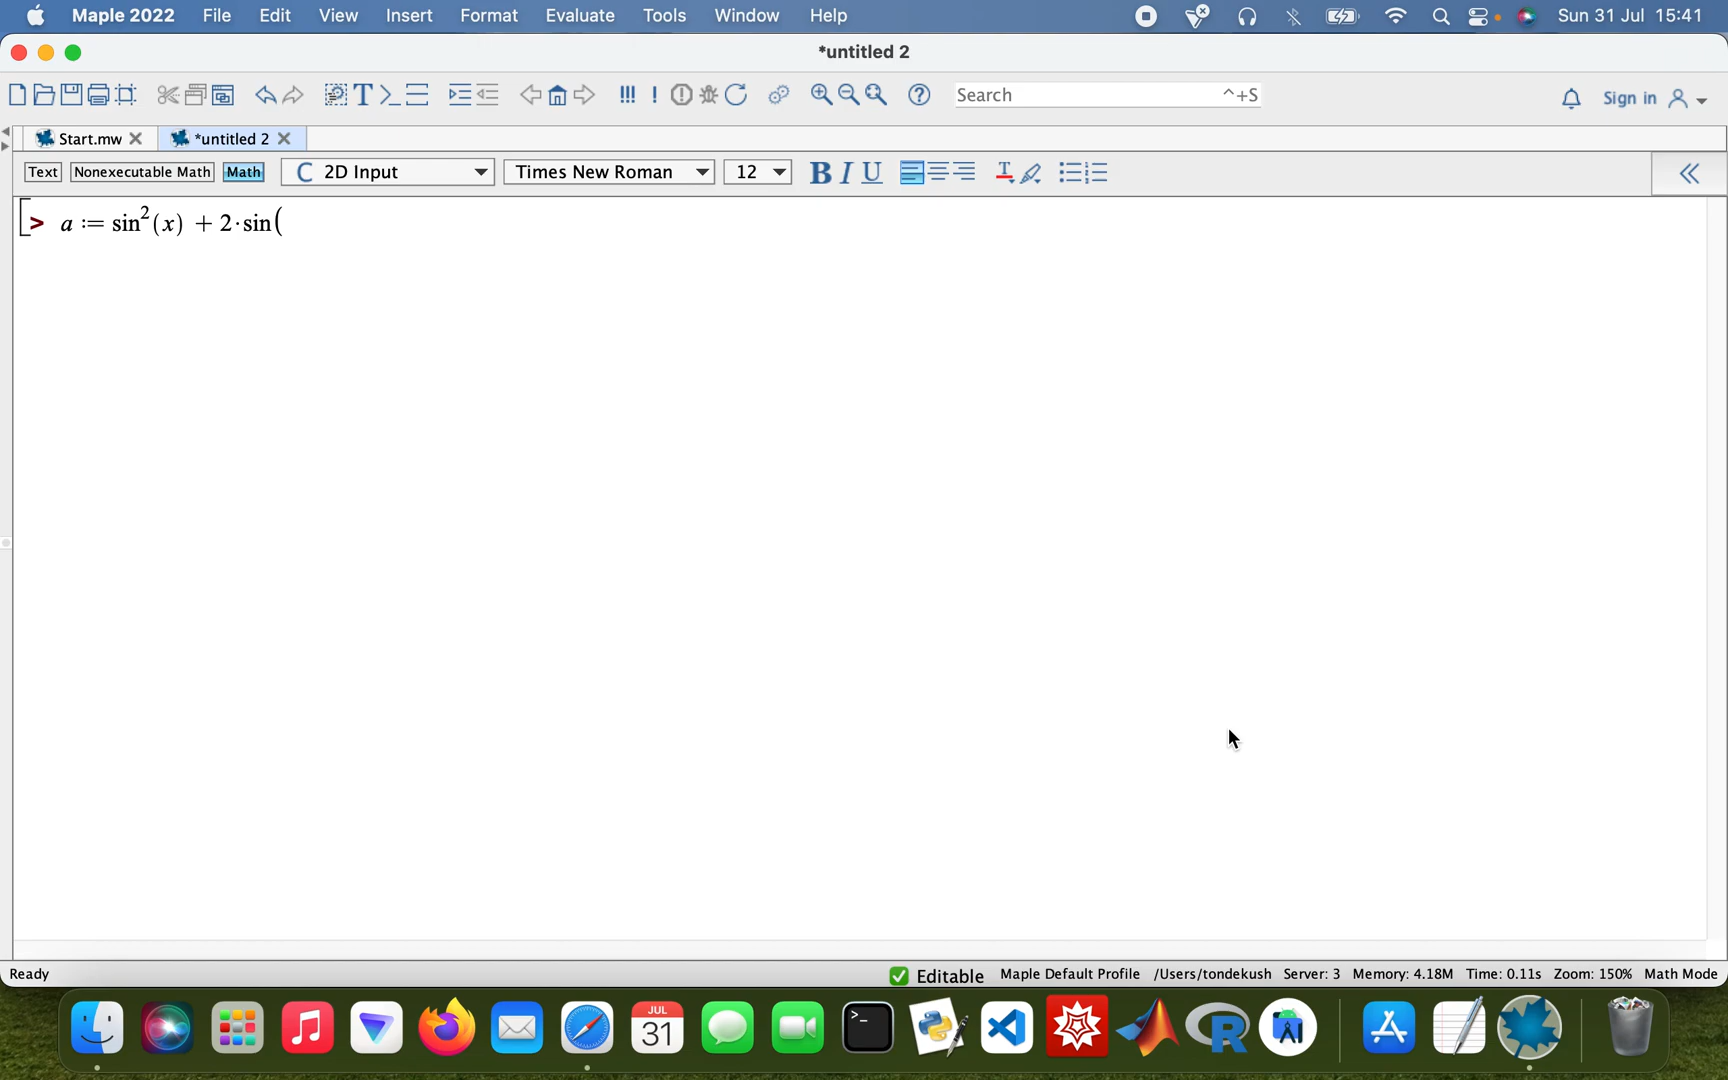 Maple 2022 File Edit View Insert Format Evaluate Tools Window Help Sun 31 Jul 15:41
*untitled 2
Search ^+S Sign in
Start.mw *untitled 2
Text Nonexecutable Math Math C 2D Input Times New Roman 12 B I U
> a := sin²(x) + 2·sin(
Ready Editable Maple Default Profile /Users/tondekush Server: 3 Memory: 4.18M Time: 0.11s Zoom: 150% Math Mode
JUL
31